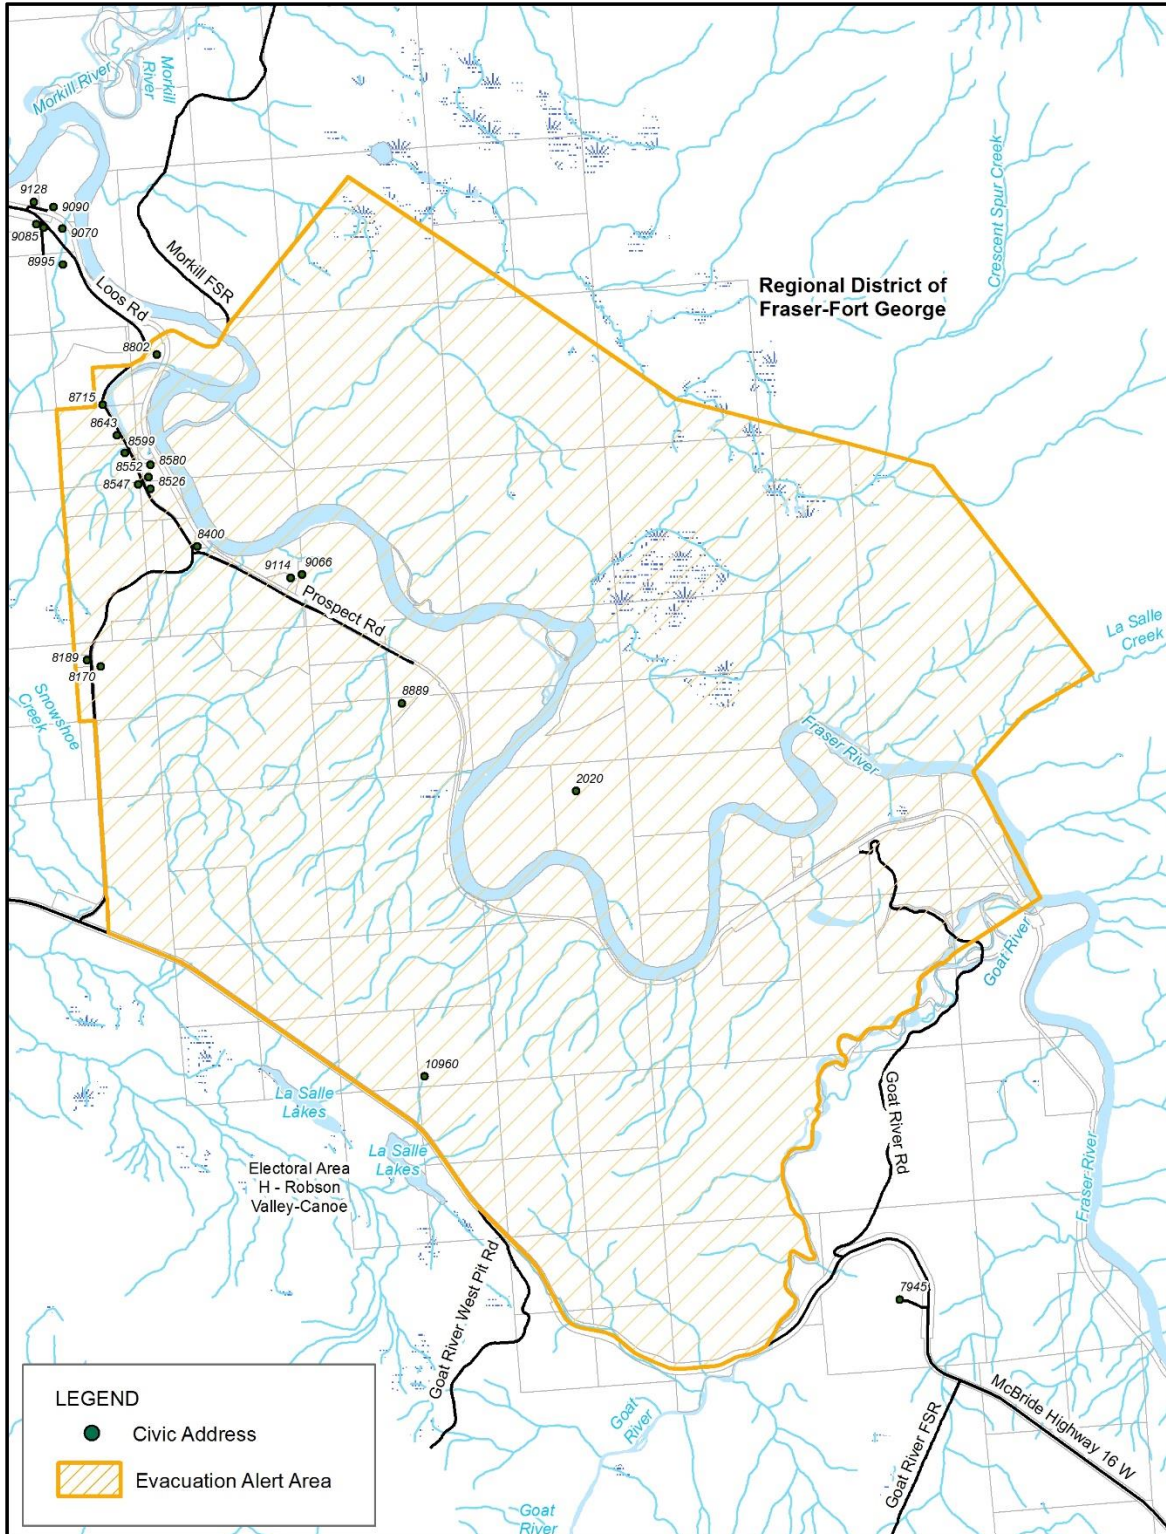 Morkill River
Morkill
River
Crescent Spur Creek
9128
9090
9085
9070
8995
Loos Rd
Morkill FSR
Regional District of
Fraser-Fort George
8802
8715
8643
8599
8552
8580
8547
8526
8400
9114
9066
Prospect Rd
La Salle
Creek
8189
8170
Snowshoe
Creek
8889
Fraser River
2020
Goat River
10960
La Salle
Lakes
La Salle
Lakes
Goat River Rd
Electoral Area
H - Robson
Valley-Canoe
Fraser River
Goat River West Pit Rd
7945
McBride Highway 16 W
Goat
River
Goat River FSR
Goat
River
LEGEND
Civic Address
Evacuation Alert Area